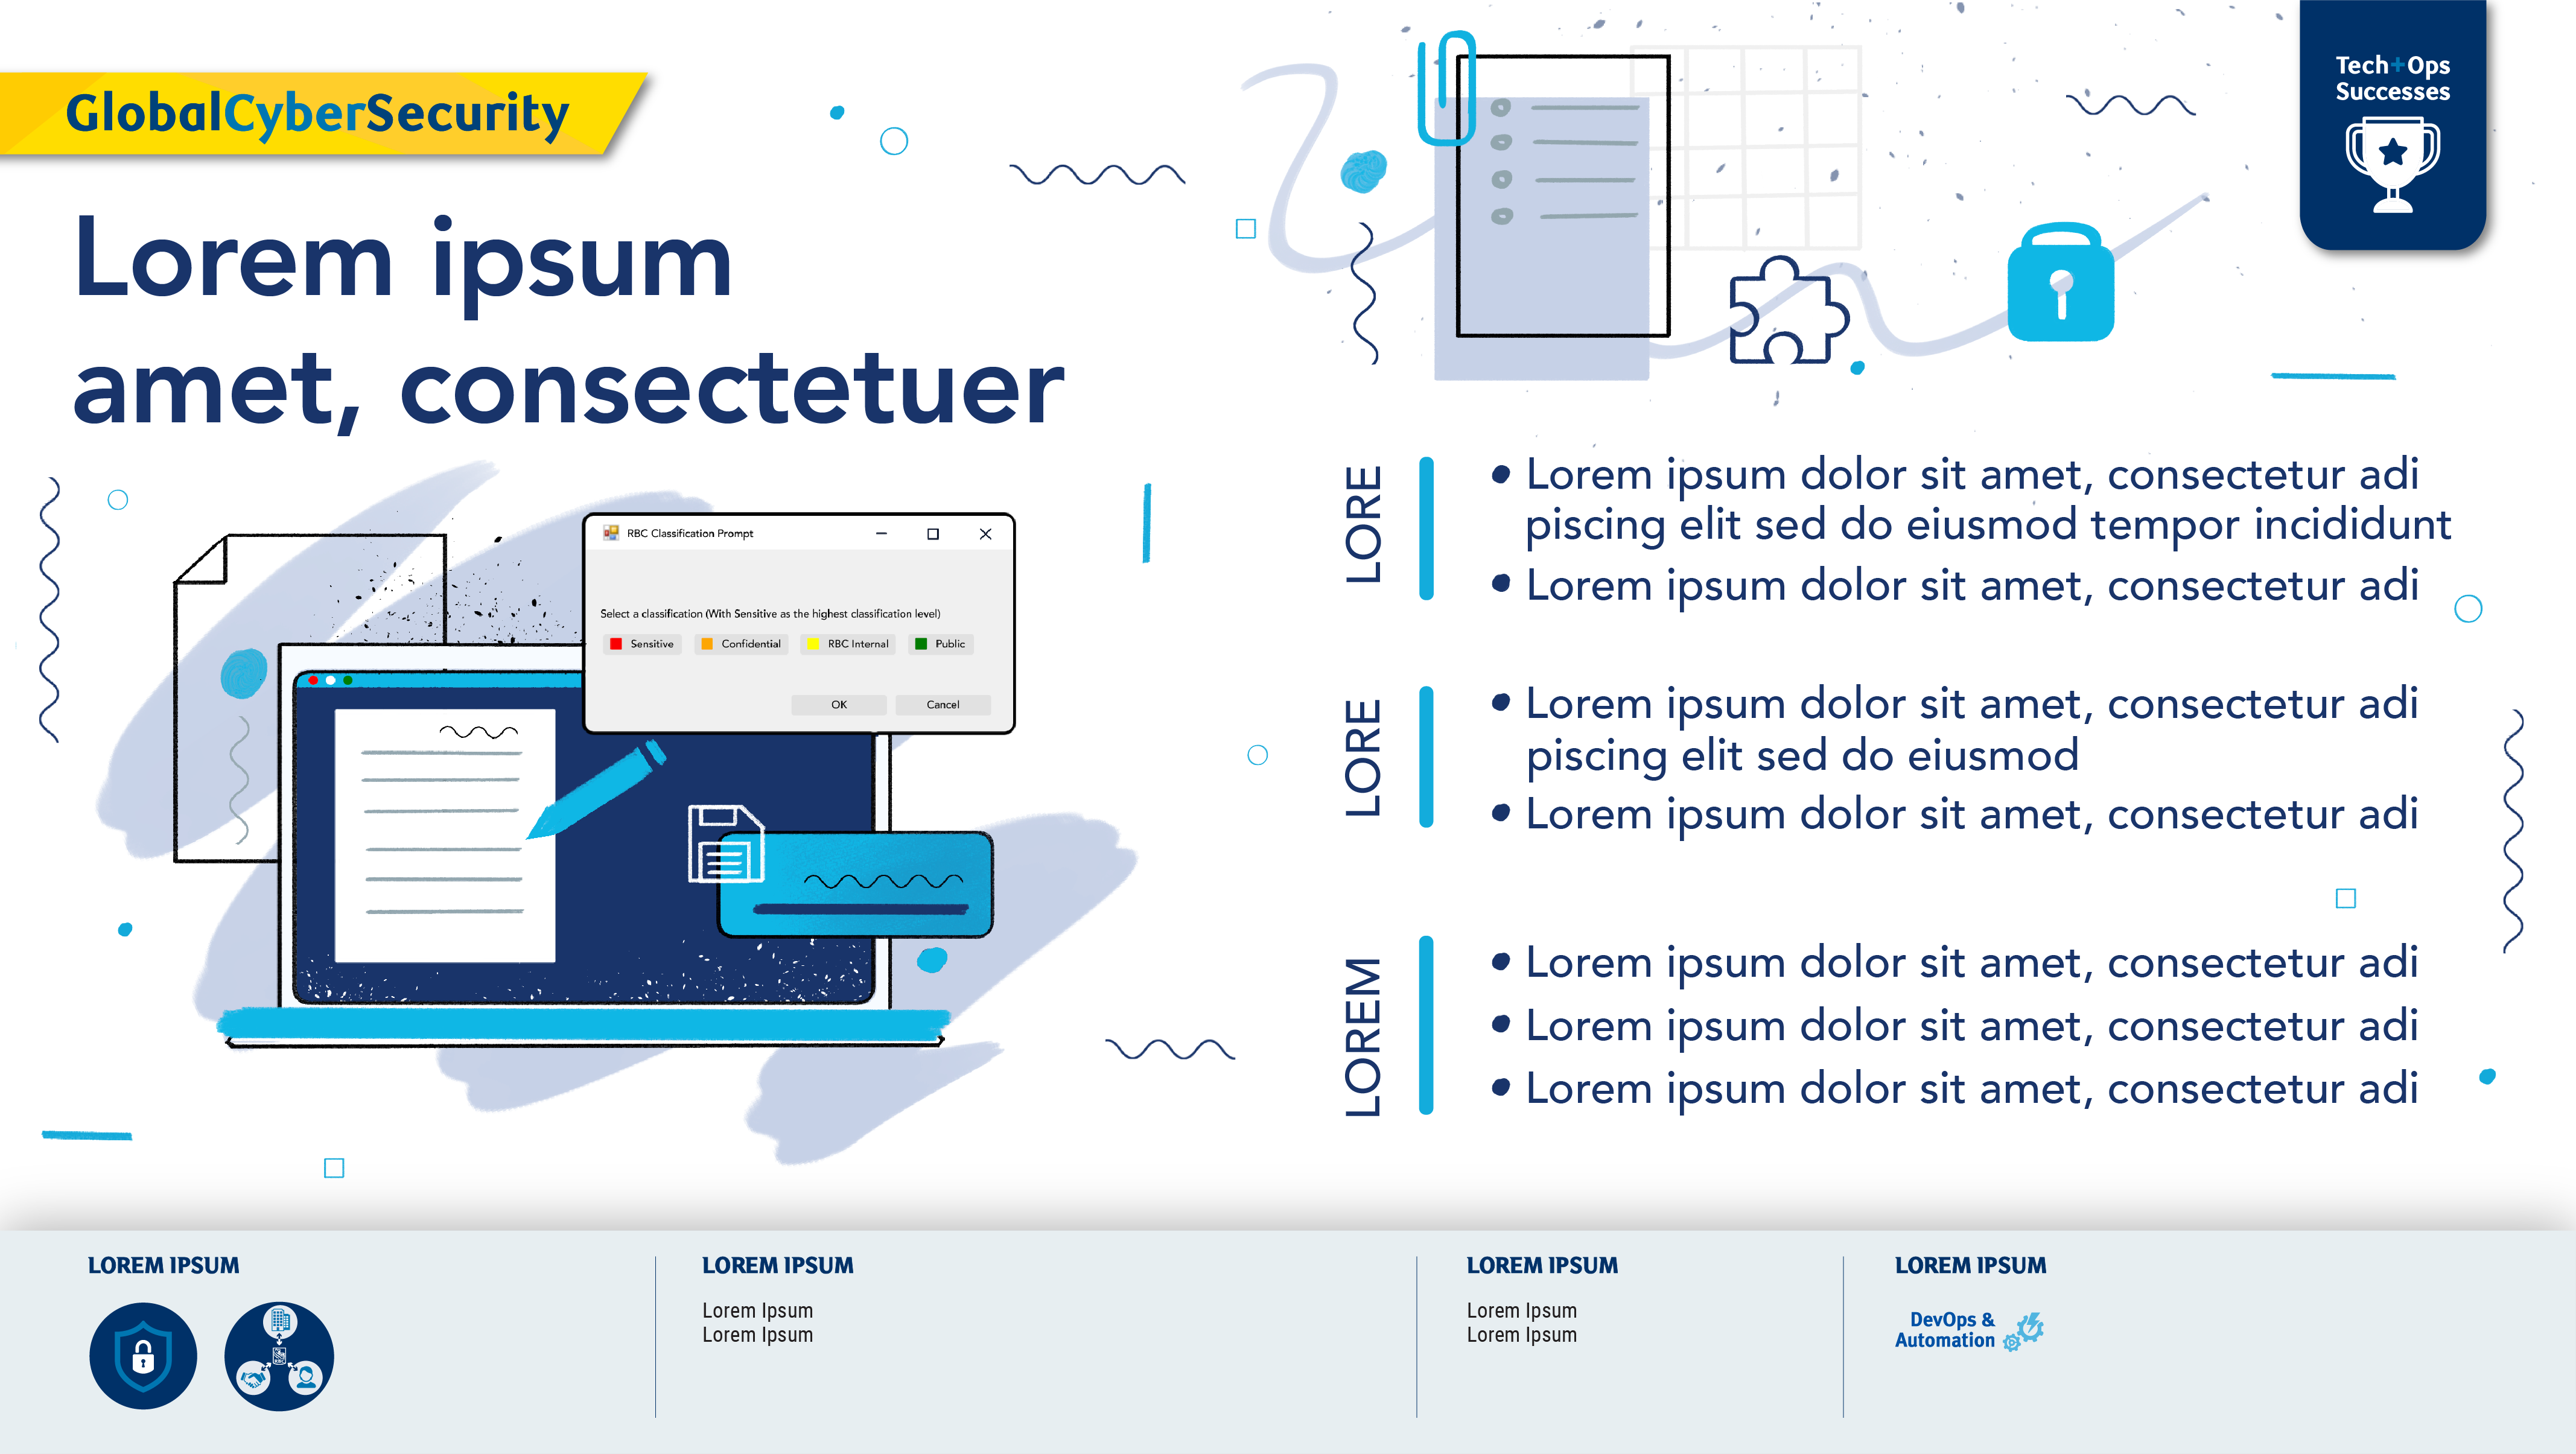 GlobalCyberSecurity
Tech+Ops
Successes
Lorem ipsum
amet, consectetuer
RBC Classification Prompt
Select a classification (With Sensitive as the highest classification level)
Sensitive Confidential RBC Internal Public
OK Cancel
LORE
• Lorem ipsum dolor sit amet, consectetur adi
piscing elit sed do eiusmod tempor incididunt
• Lorem ipsum dolor sit amet, consectetur adi
LORE
• Lorem ipsum dolor sit amet, consectetur adi
piscing elit sed do eiusmod
• Lorem ipsum dolor sit amet, consectetur adi
LOREM
• Lorem ipsum dolor sit amet, consectetur adi
• Lorem ipsum dolor sit amet, consectetur adi
• Lorem ipsum dolor sit amet, consectetur adi
LOREM IPSUM
LOREM IPSUM
Lorem Ipsum
Lorem Ipsum
LOREM IPSUM
Lorem Ipsum
Lorem Ipsum
LOREM IPSUM
DevOps &
Automation